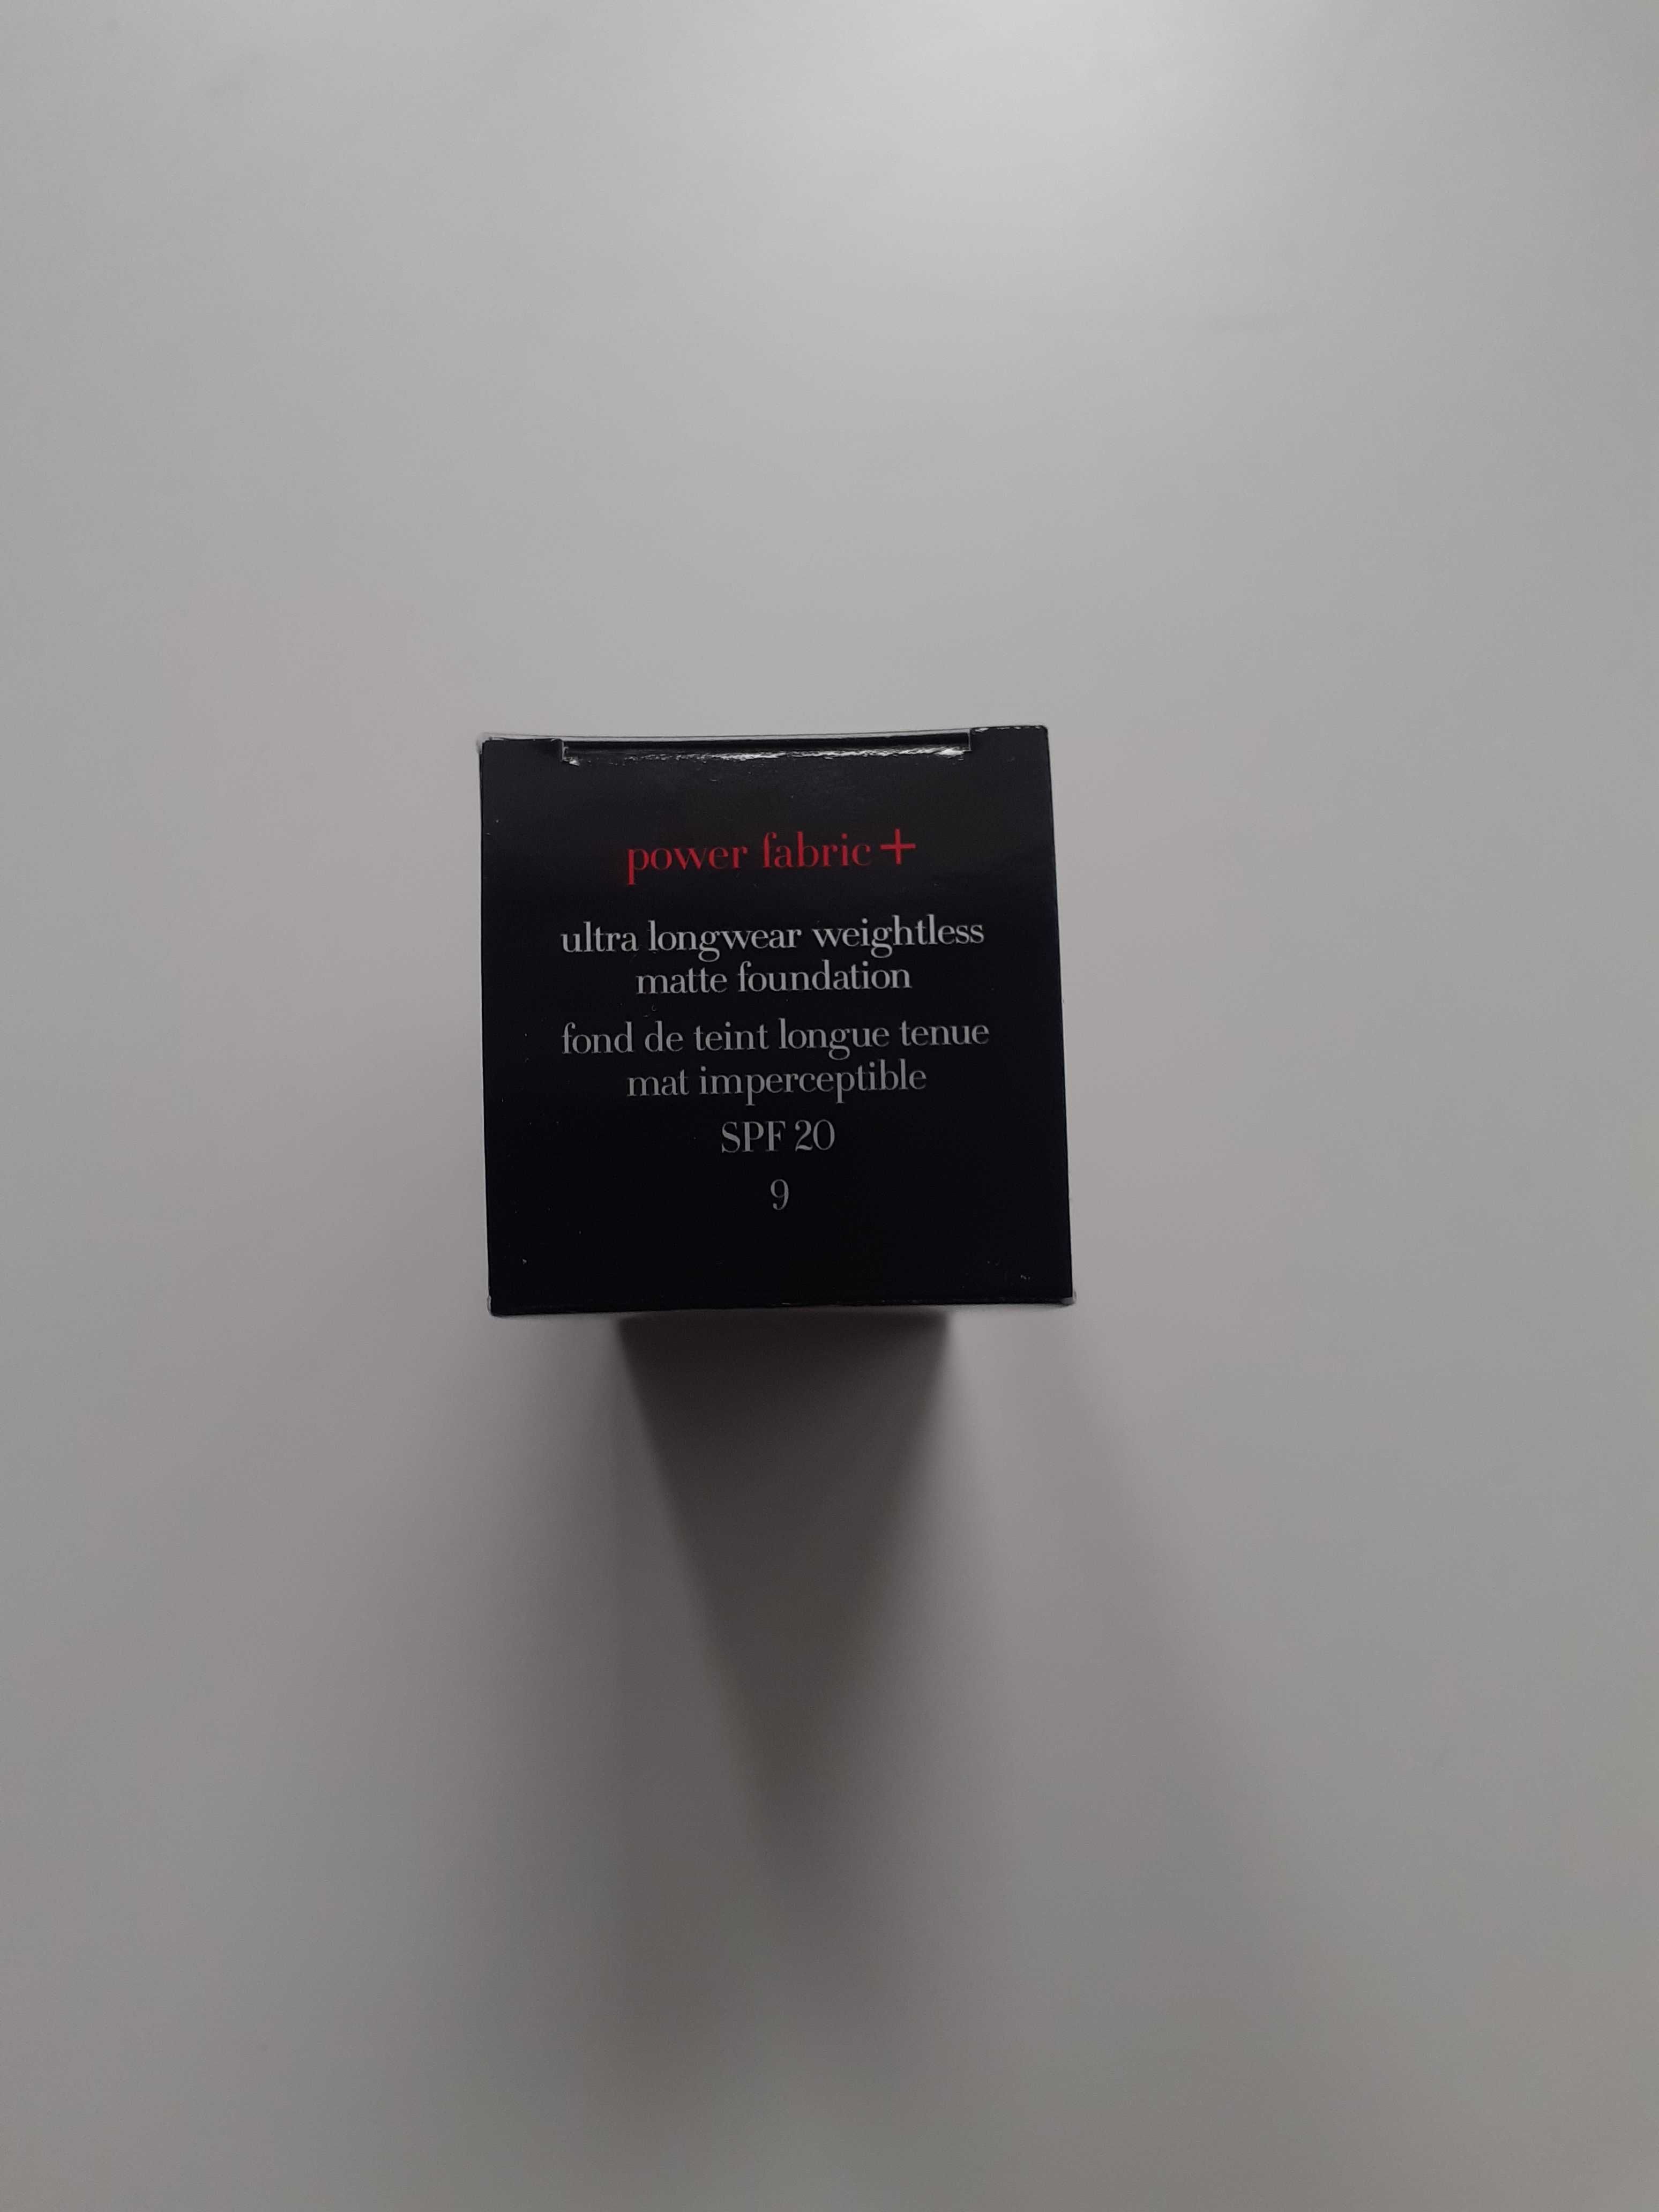 power fabric+
ultra longwear weightless
matte foundation
fond de teint longue tenue
mat imperceptible
SPF 20
9